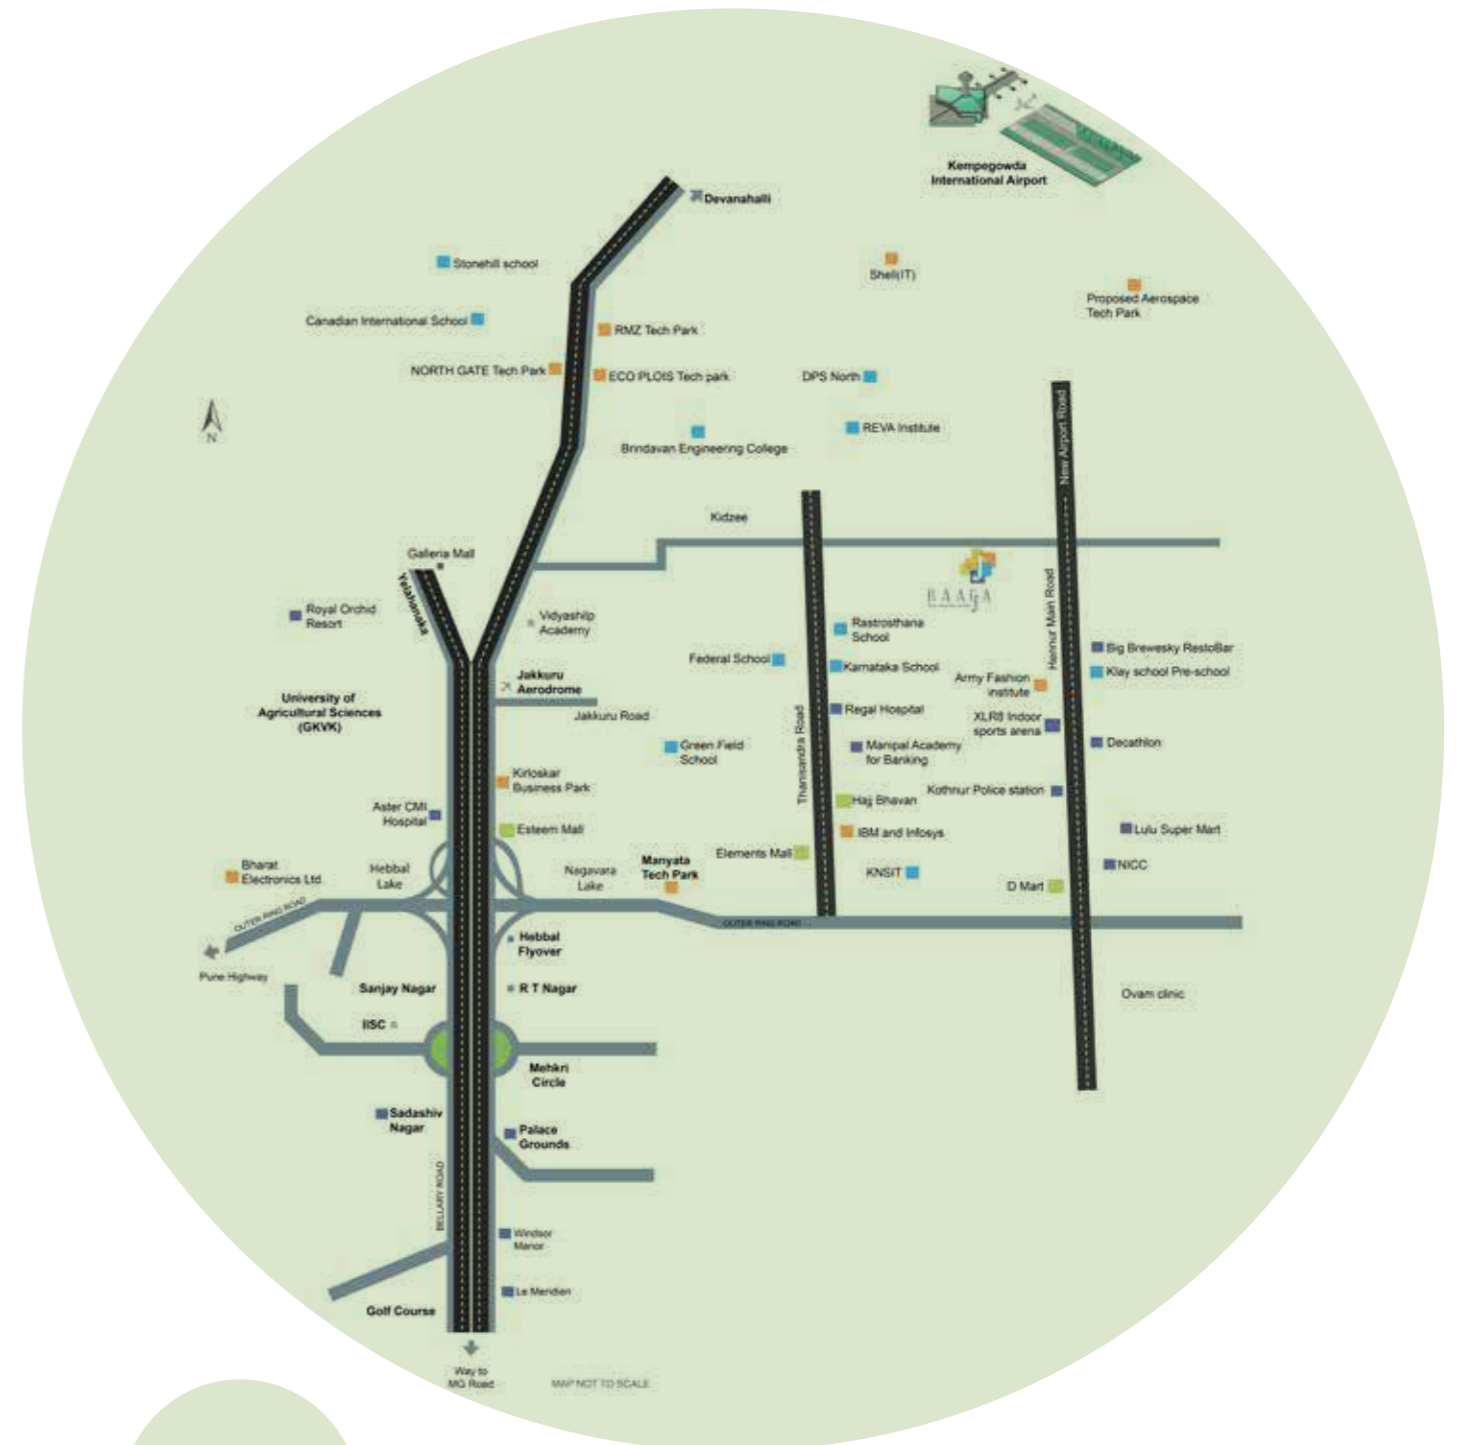 Kempegowda
International Airport
Devanahalli
Stonehill school
Shell(IT)
Proposed Aerospace
Tech Park
Canadian International School
RMZ Tech Park
NORTH GATE Tech Park
ECO PLOIS Tech park
DPS North
New Airport Road
N
REVA Institute
Brindavan Engineering College
Kidzee
Galleria Mall
Yelahanaka
BAAGA
Royal Orchid
Resort
Vidyashilp
Academy
Rastrosthana
School
Hennur Main Road
Big Brewesky RestoBar
Federal School
Karnataka School
Klay school Pre-school
Jakkuru
Aerodrome
Army Fashion
institute
University of
Agricultural Sciences
(GKVK)
Jakkuru Road
Thanisandra Road
Regal Hospital
XLR8 Indoor
sports arena
Green Field
School
Manipal Academy
for Banking
Decathlon
Kirloskar
Business Park
Kothnur Police station
Aster CMI
Hospital
Hajj Bhavan
Esteem Mall
IBM and Infosys
Lulu Super Mart
Elements Mall
Bharat
Electronics Ltd.
Hebbal
Lake
Nagavara
Lake
Manyata
Tech Park
KNSIT
NICC
D Mart
OUTER RING ROAD
OUTER RING ROAD
Hebbal
Flyover
Pune Highway
Sanjay Nagar
R T Nagar
Ovam clinic
IISC
Mehkri
Circle
Sadashiv
Nagar
Palace
Grounds
BELLARY ROAD
Windsor
Manor
Le Meridien
Golf Course
Way to
MG Road
MAP NOT TO SCALE